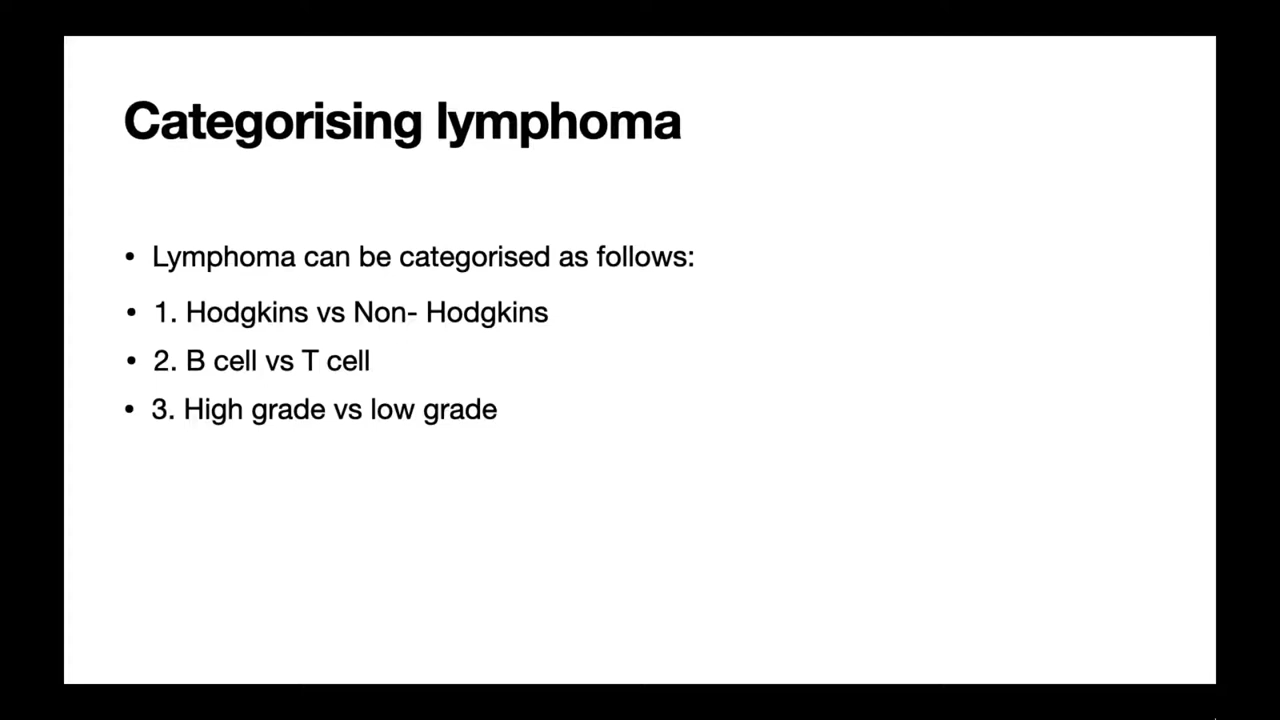 Categorising lymphoma
• Lymphoma can be categorised as follows:
• 1. Hodgkins vs Non- Hodgkins
• 2. B cell vs T cell
• 3. High grade vs low grade